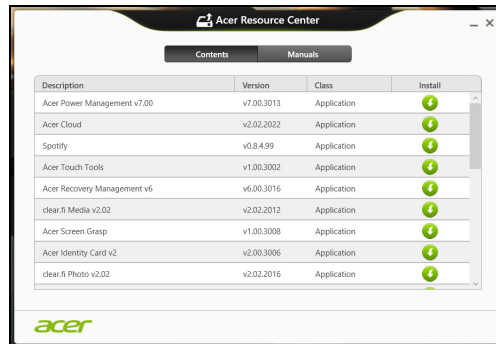 Acer Resource Center
Contents Manuals
Description Version Class Install
Acer Power Management v7.00 v7.00.3013 Application
Acer Cloud v2.02.2022 Application
Spotify v0.8.4.99 Application
Acer Touch Tools v1.00.3002 Application
Acer Recovery Management v6 v6.00.3016 Application
clear.fi Media v2.02 v2.02.2012 Application
Acer Screen Grasp v1.00.3008 Application
Acer Identity Card v2 v2.00.3006 Application
clear.fi Photo v2.02 v2.02.2016 Application
acer